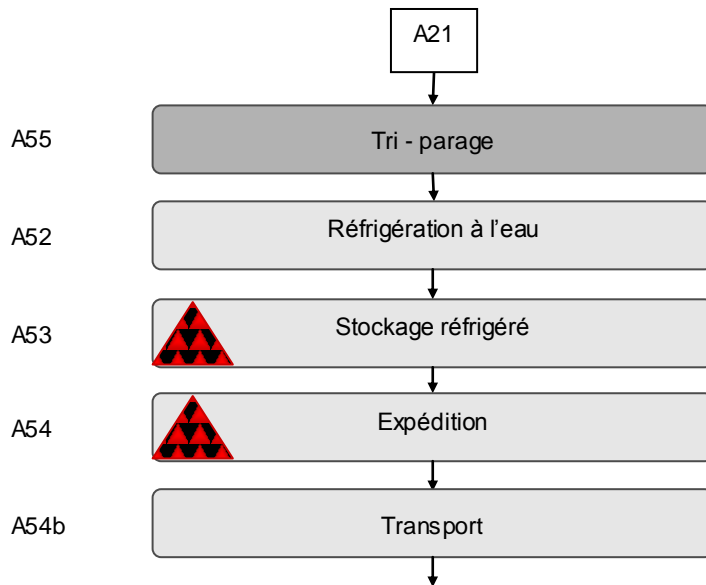 A21
A55
Tri - parage
A52
Réfrigération à l'eau
A53
Stockage réfrigéré
A54
Expédition
A54b
Transport